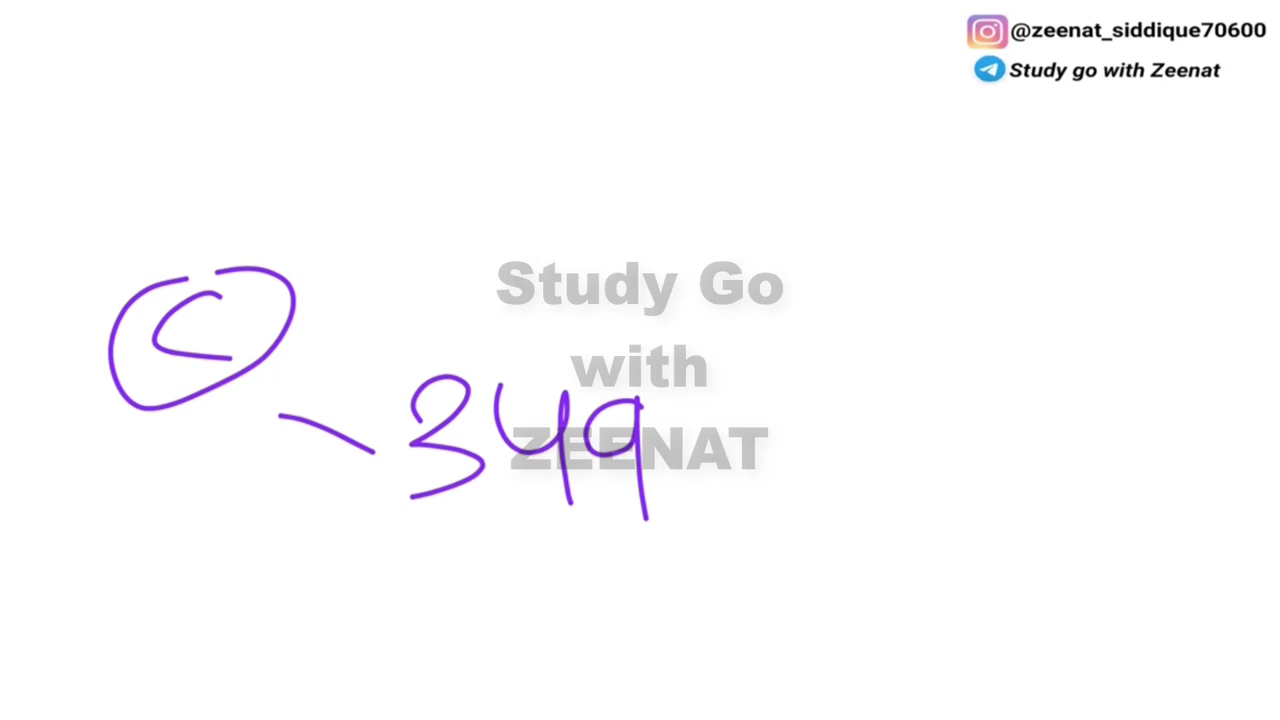 @zeenat_siddique70600
Study go with Zeenat
Study Go
with
ZEENAT
C
349